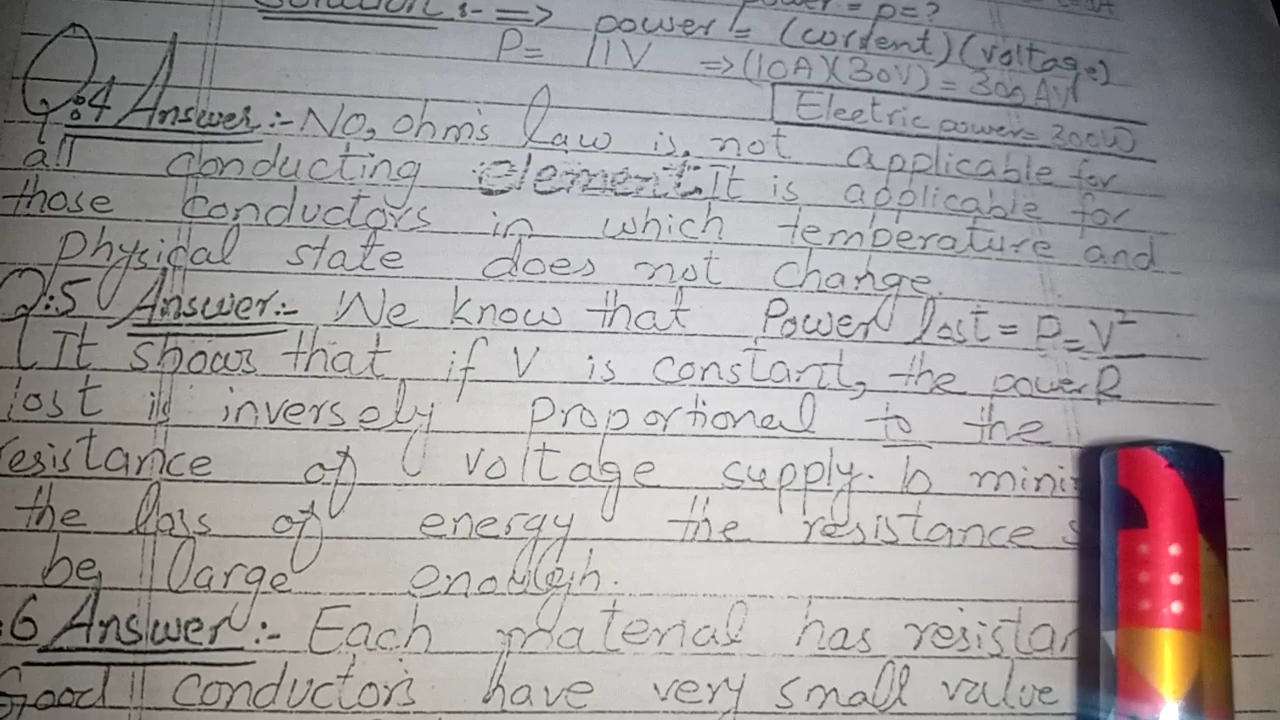 Solution :- => power = (corrent) (voltage)
power = P=?
P= IV => (10A)(30V) = 300AV
Electric power= 300W
Q:4 Answer :- No, ohm's law is not applicable for
all conducting element. It is applicable for
those conductors in which temperature and
physical state does not change.
Q:5 Answer:- We know that Power lost = P=V²
It shows that if V is constant, the power R
lost is inversely proportional to the
resistance of voltage supply. To mini
the loss of energy the resistance s
be large enough.
:6 Answer:- Each material has resistan
Good conductors have very small value